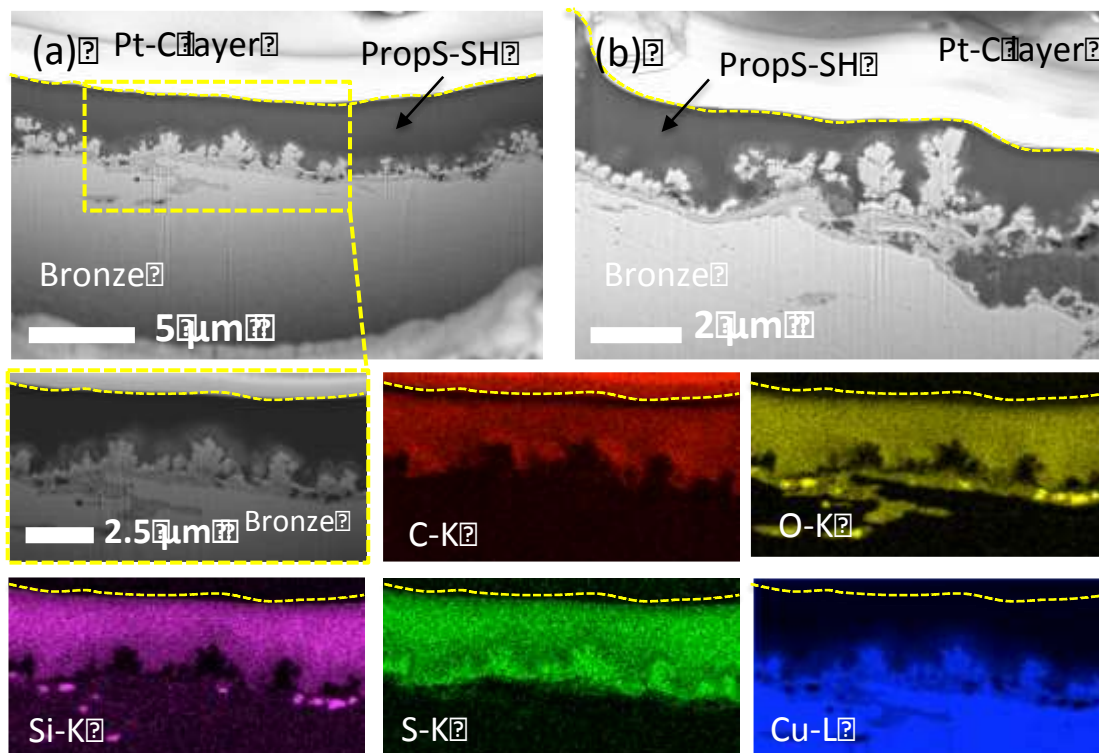 (a)
Pt-C layer
PropS-SH
Bronze
5 µm
(b)
PropS-SH
Pt-C layer
Bronze
2 µm
2.5 µm
Bronze
C-K
O-K
Si-K
S-K
Cu-L